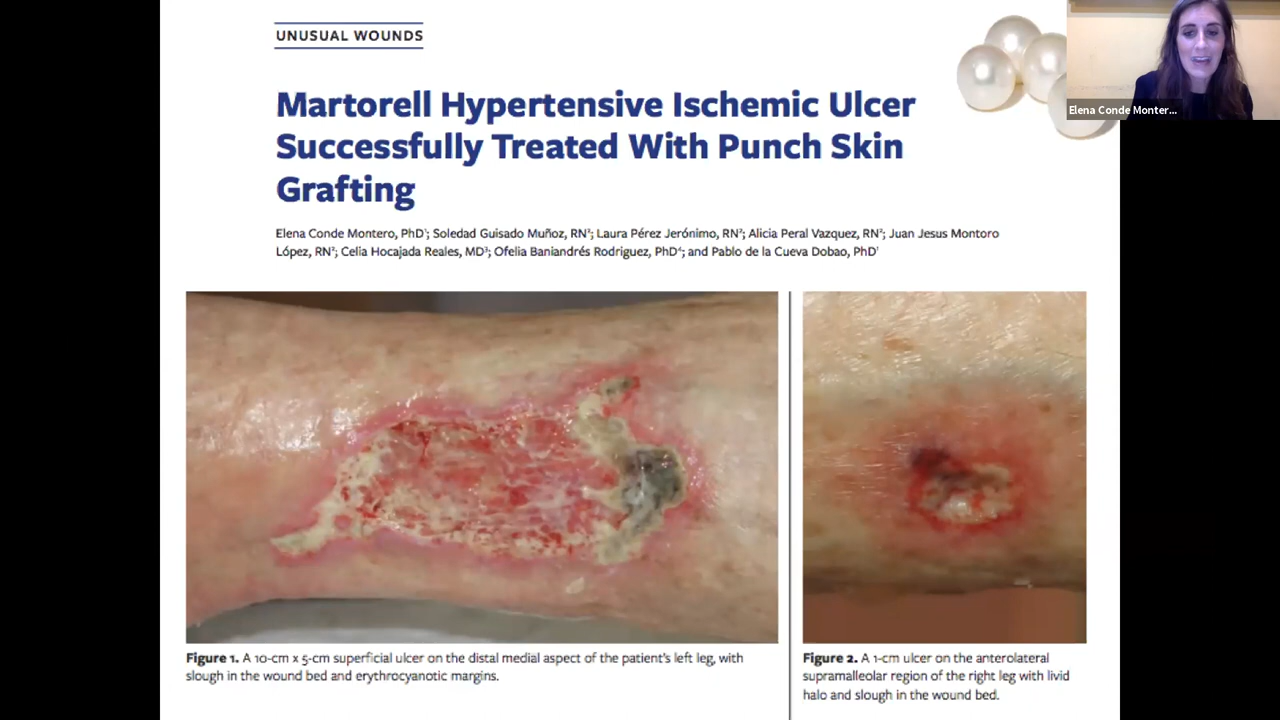 UNUSUAL WOUNDS
Martorell Hypertensive Ischemic Ulcer
Successfully Treated With Punch Skin
Grafting
Elena Conde Montero, PhD¹; Soledad Guisado Muñoz, RN²; Laura Pérez Jerónimo, RN²; Alicia Peral Vazquez, RN²; Juan Jesus Montoro
López, RN²; Celia Hocajada Reales, MD³; Ofelia Baniandrés Rodriguez, PhD⁴; and Pablo de la Cueva Dobao, PhD¹
Elena Conde Monter...
Figure 1. A 10-cm x 5-cm superficial ulcer on the distal medial aspect of the patient's left leg, with
slough in the wound bed and erythrocyanotic margins.
Figure 2. A 1-cm ulcer on the anterolateral
supramalleolar region of the right leg with livid
halo and slough in the wound bed.